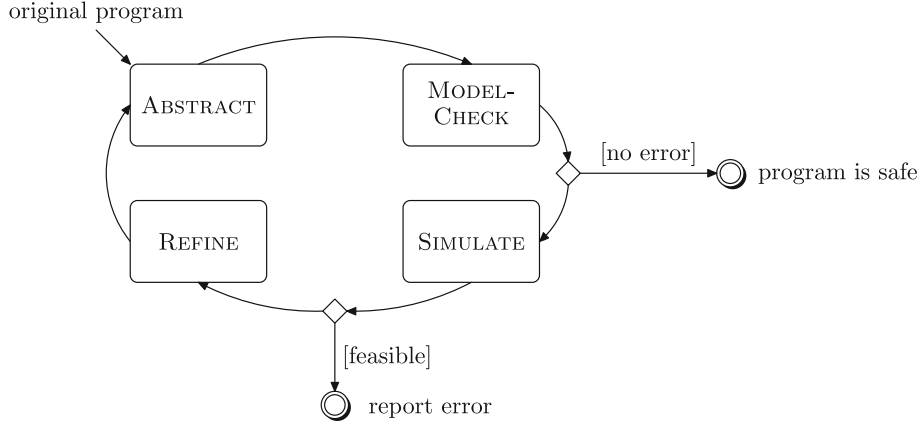 original program
ABSTRACT
MODEL-
CHECK
[no error]
program is safe
REFINE
SIMULATE
[feasible]
report error